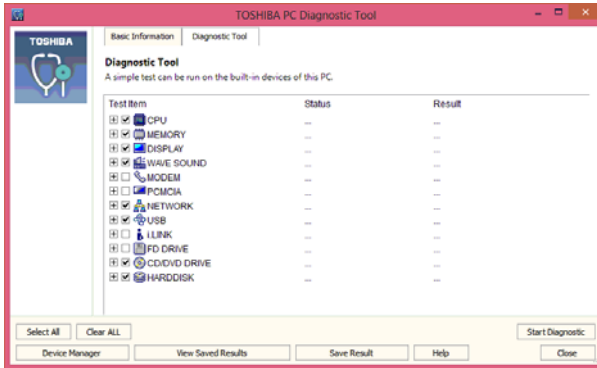 TOSHIBA PC Diagnostic Tool
TOSHIBA
Basic Information Diagnostic Tool
Diagnostic Tool
A simple test can be run on the built-in devices of this PC.
Test Item Status Result
CPU ... ...
MEMORY ... ...
DISPLAY ... ...
WAVE SOUND ... ...
MODEM ... ...
PCMCIA ... ...
NETWORK ... ...
USB ... ...
i.LINK ... ...
FD DRIVE ... ...
CD/DVD DRIVE ... ...
HARDDISK ... ...
Select All Clear ALL Start Diagnostic
Device Manager View Saved Results Save Result Help Close